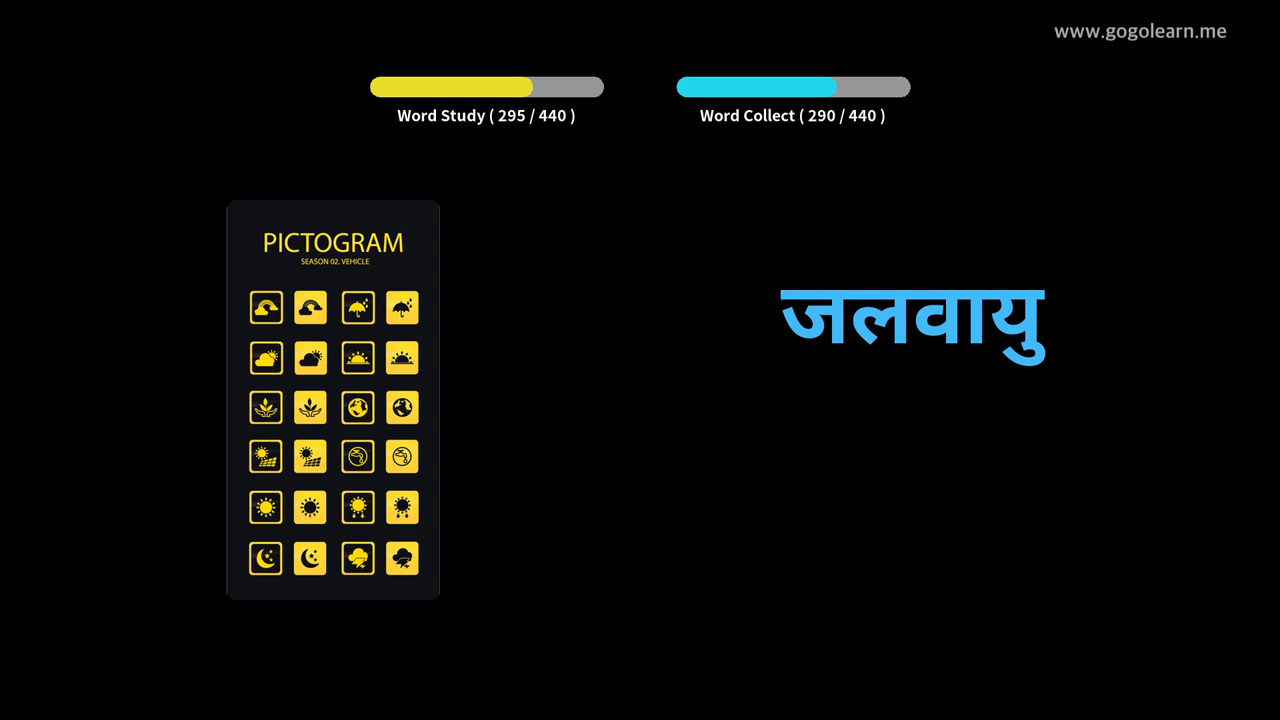 www.gogolearn.me
Word Study ( 295 / 440 )
Word Collect ( 290 / 440 )
PICTOGRAM
SEASON 02. VEHICLE
जलवायु